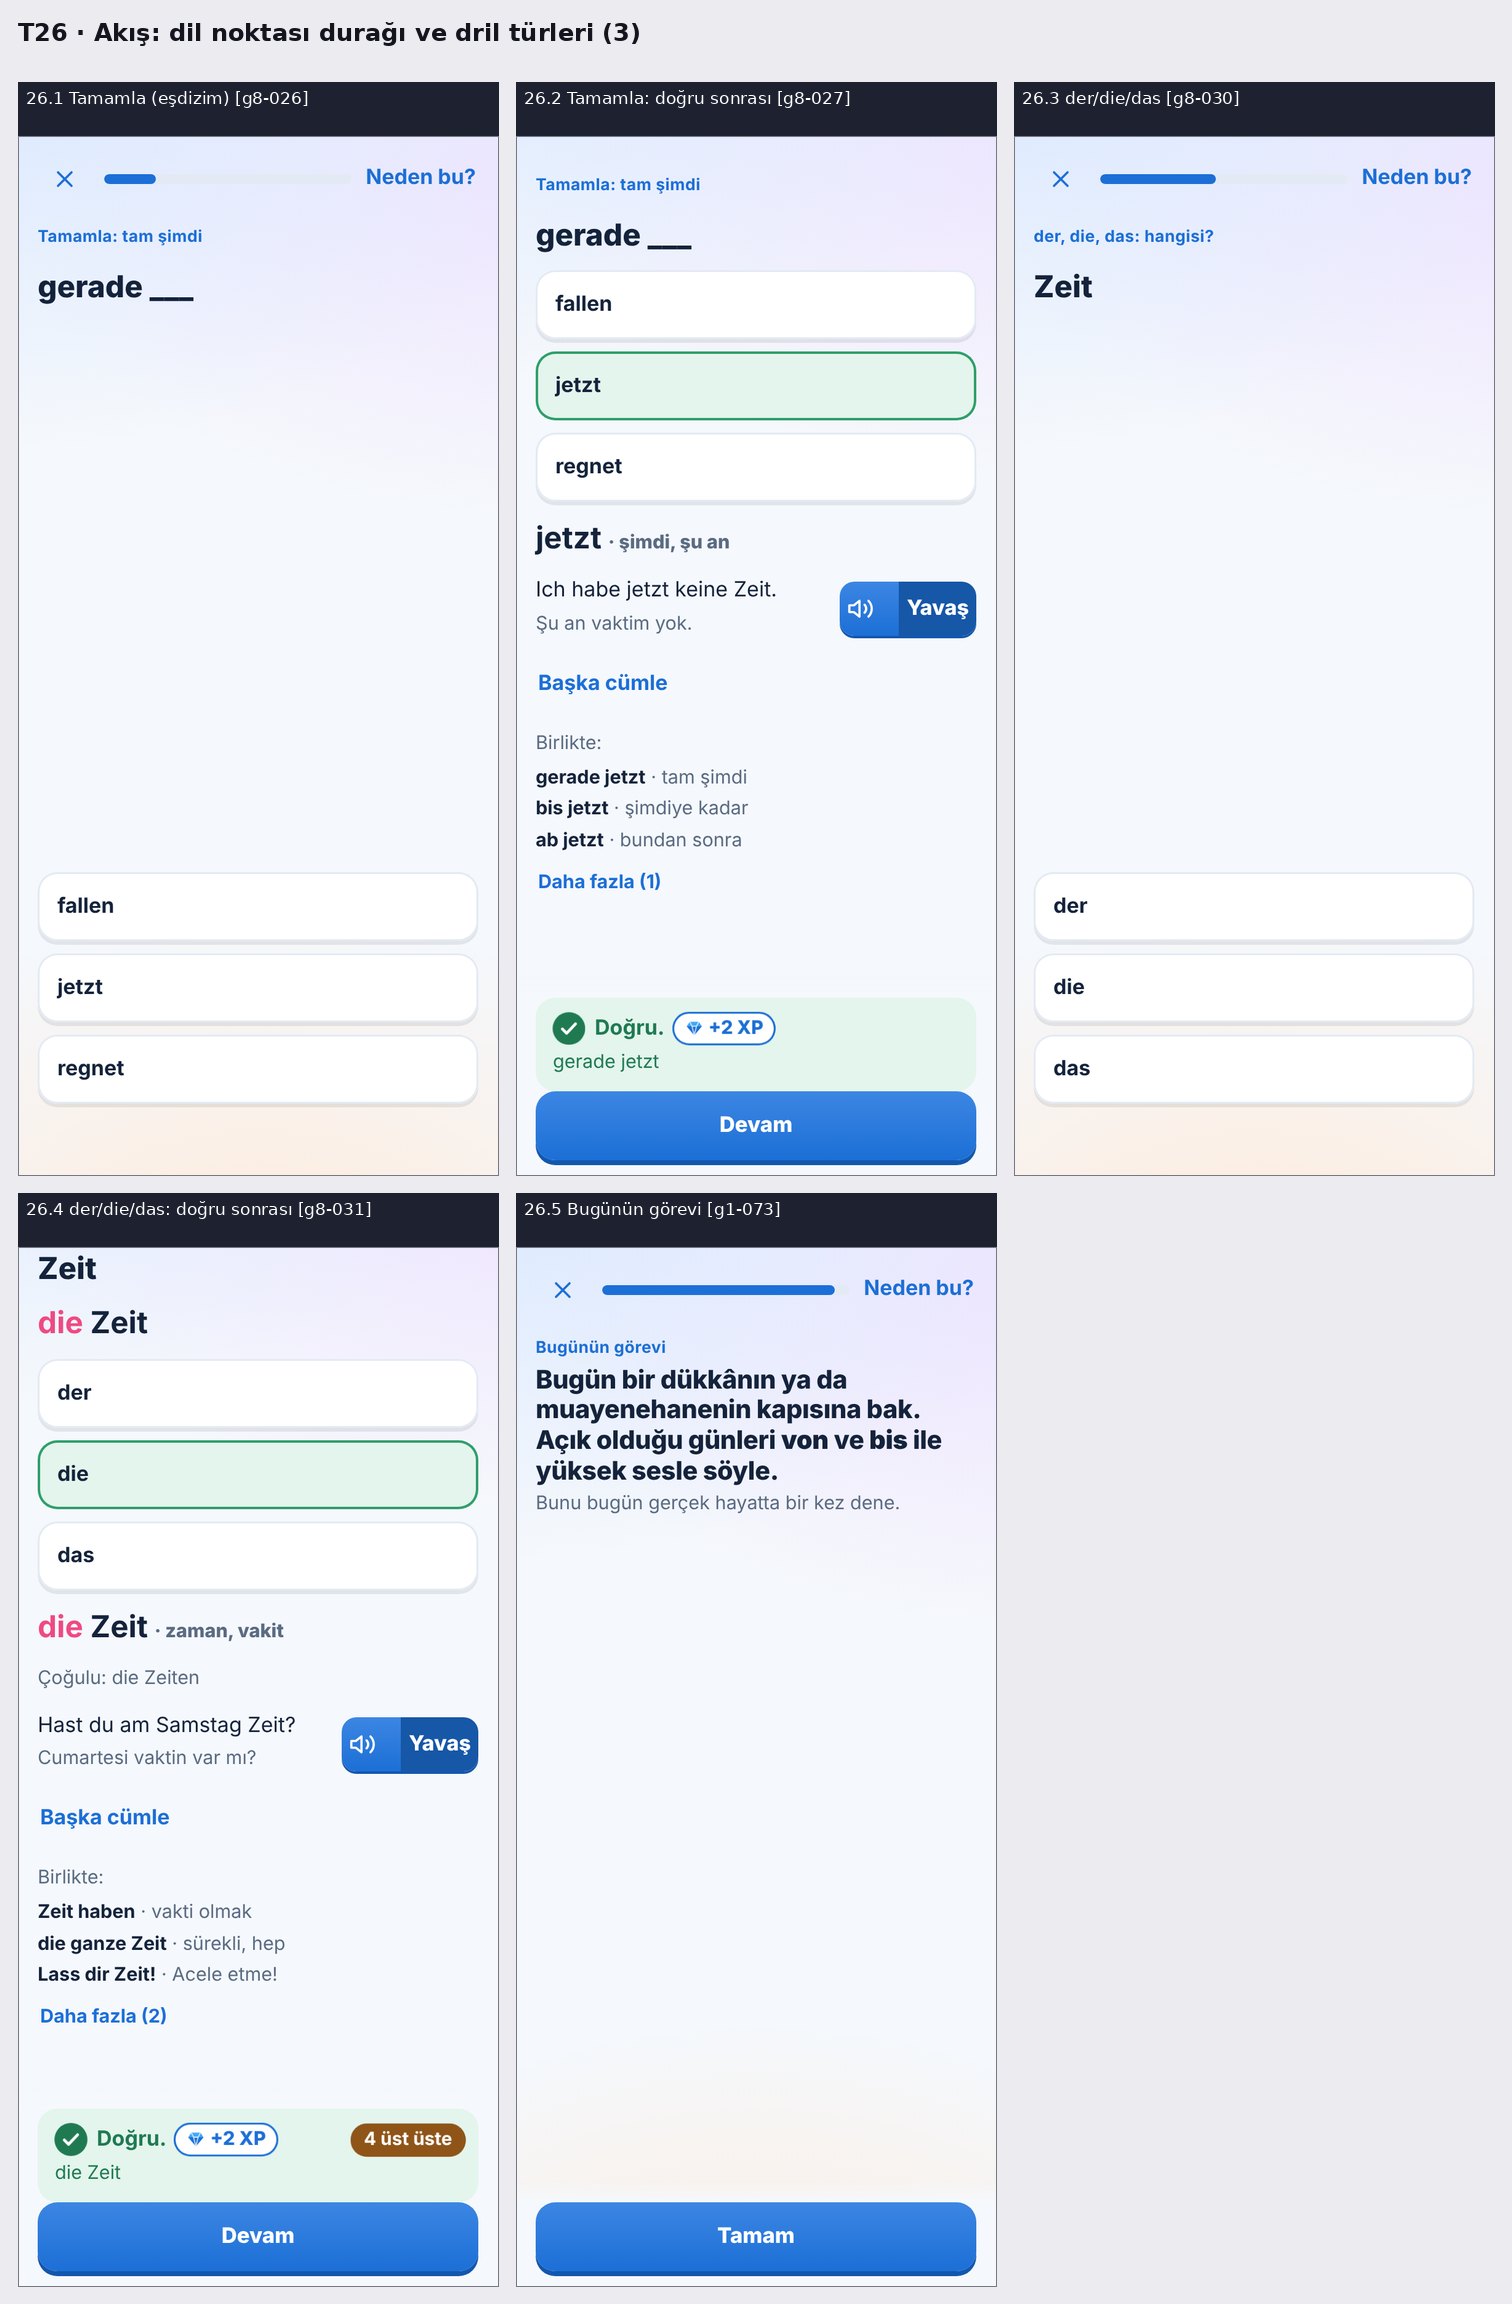 T26 · Akış: dil noktası durağı ve dril türleri (3)
26.1 Tamamla (eşdizim) [g8-026]
Neden bu?
Tamamla: tam şimdi
gerade ___
fallen
jetzt
regnet
26.2 Tamamla: doğru sonrası [g8-027]
Tamamla: tam şimdi
gerade ___
fallen
jetzt
regnet
jetzt · şimdi, şu an
Ich habe jetzt keine Zeit.
Şu an vaktim yok.
Yavaş
Başka cümle
Birlikte:
gerade jetzt · tam şimdi
bis jetzt · şimdiye kadar
ab jetzt · bundan sonra
Daha fazla (1)
Doğru. +2 XP
gerade jetzt
Devam
26.3 der/die/das [g8-030]
Neden bu?
der, die, das: hangisi?
Zeit
der
die
das
26.4 der/die/das: doğru sonrası [g8-031]
Zeit
die Zeit
der
die
das
die Zeit · zaman, vakit
Çoğulu: die Zeiten
Hast du am Samstag Zeit?
Cumartesi vaktin var mı?
Yavaş
Başka cümle
Birlikte:
Zeit haben · vakti olmak
die ganze Zeit · sürekli, hep
Lass dir Zeit! · Acele etme!
Daha fazla (2)
Doğru. +2 XP 4 üst üste
die Zeit
Devam
26.5 Bugünün görevi [g1-073]
Neden bu?
Bugünün görevi
Bugün bir dükkânın ya da
muayenehanenin kapısına bak.
Açık olduğu günleri von ve bis ile
yüksek sesle söyle.
Bunu bugün gerçek hayatta bir kez dene.
Tamam